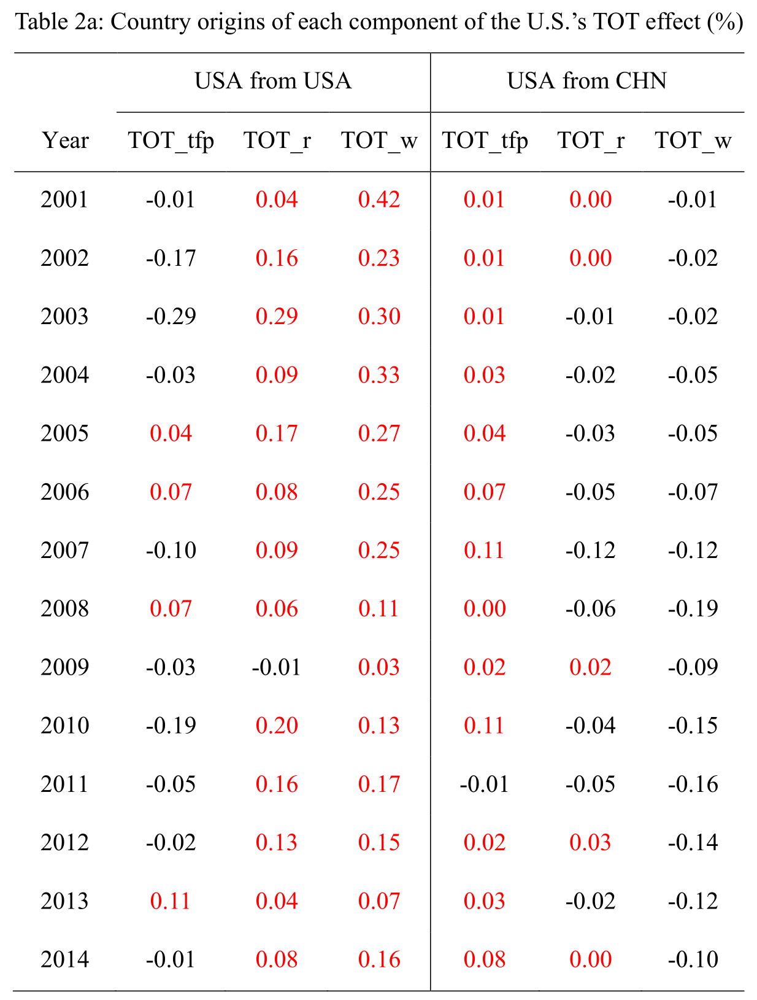 Table 2a: Country origins of each component of the U.S.’s TOT effect (%)
USA from USA USA from CHN
Year TOT_tfp TOT_r TOT_w TOT_tfp TOT_r TOT_w
2001 -0.01 0.04 0.42 0.01 0.00 -0.01
2002 -0.17 0.16 0.23 0.01 0.00 -0.02
2003 -0.29 0.29 0.30 0.01 -0.01 -0.02
2004 -0.03 0.09 0.33 0.03 -0.02 -0.05
2005 0.04 0.17 0.27 0.04 -0.03 -0.05
2006 0.07 0.08 0.25 0.07 -0.05 -0.07
2007 -0.10 0.09 0.25 0.11 -0.12 -0.12
2008 0.07 0.06 0.11 0.00 -0.06 -0.19
2009 -0.03 -0.01 0.03 0.02 0.02 -0.09
2010 -0.19 0.20 0.13 0.11 -0.04 -0.15
2011 -0.05 0.16 0.17 -0.01 -0.05 -0.16
2012 -0.02 0.13 0.15 0.02 0.03 -0.14
2013 0.11 0.04 0.07 0.03 -0.02 -0.12
2014 -0.01 0.08 0.16 0.08 0.00 -0.10